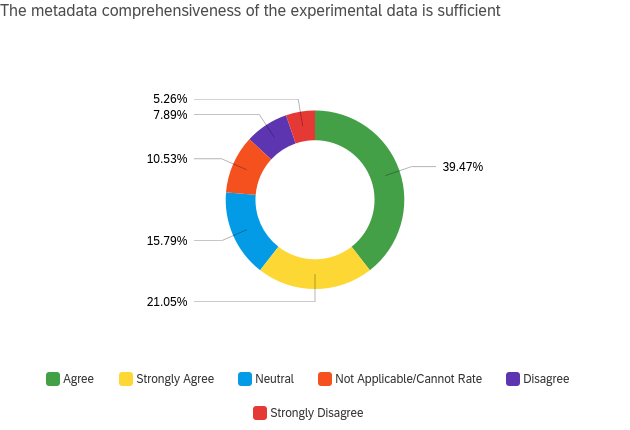 The metadata comprehensiveness of the experimental data is sufficient
5.26%
7.89%
10.53%
39.47%
15.79%
21.05%
Agree Strongly Agree Neutral Not Applicable/Cannot Rate Disagree
Strongly Disagree